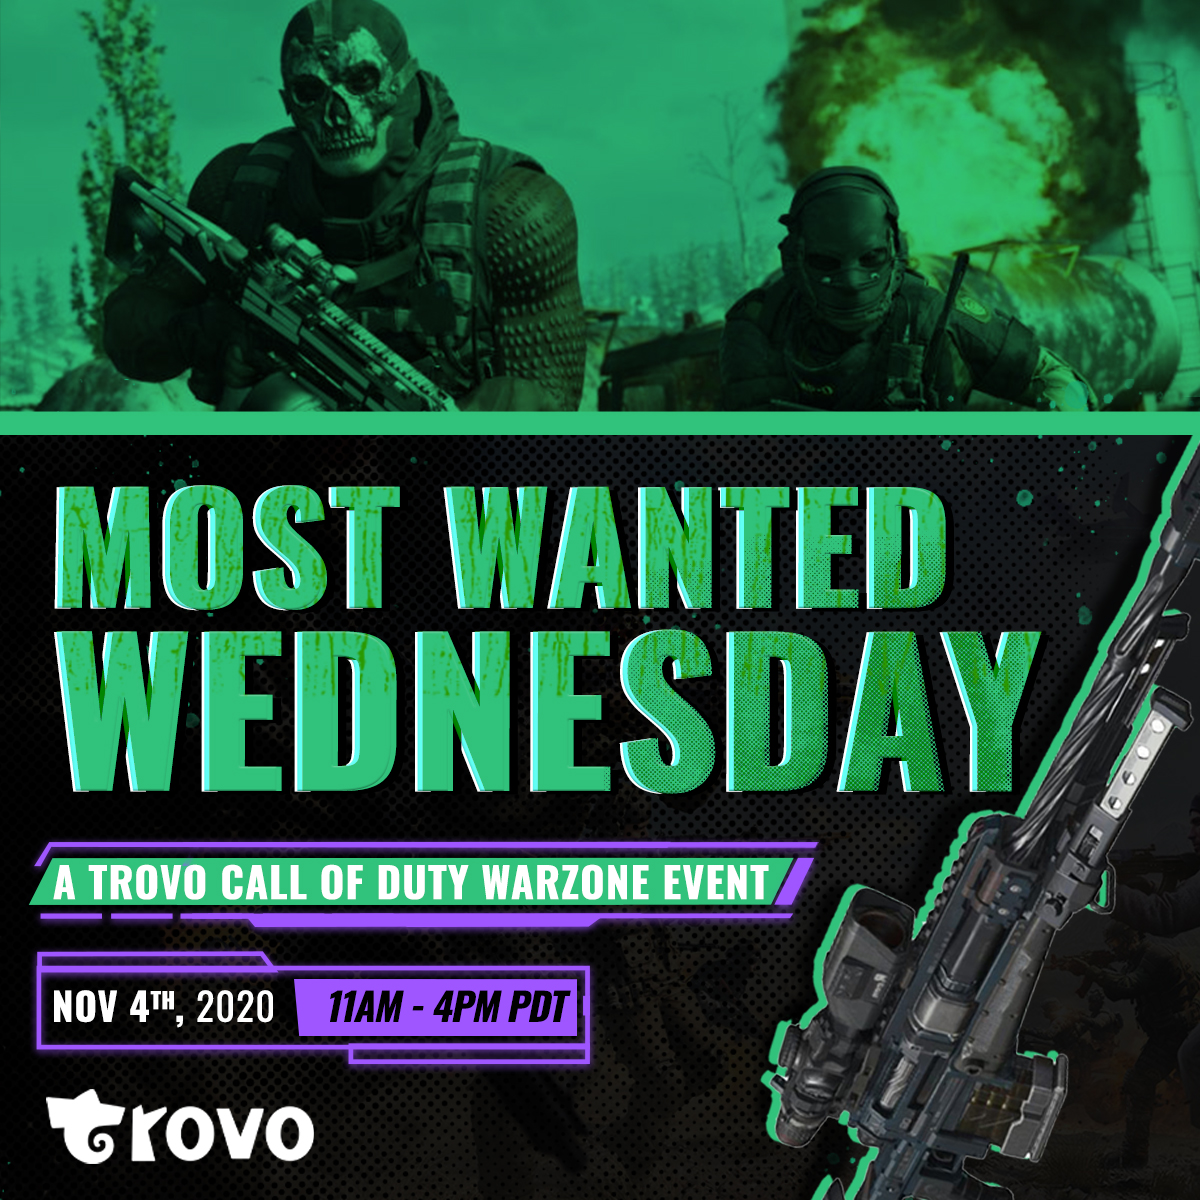 MOST WANTED
WEDNESDAY
A TROVO CALL OF DUTY WARZONE EVENT
NOV 4TH, 2020 11AM - 4PM PDT
trovo